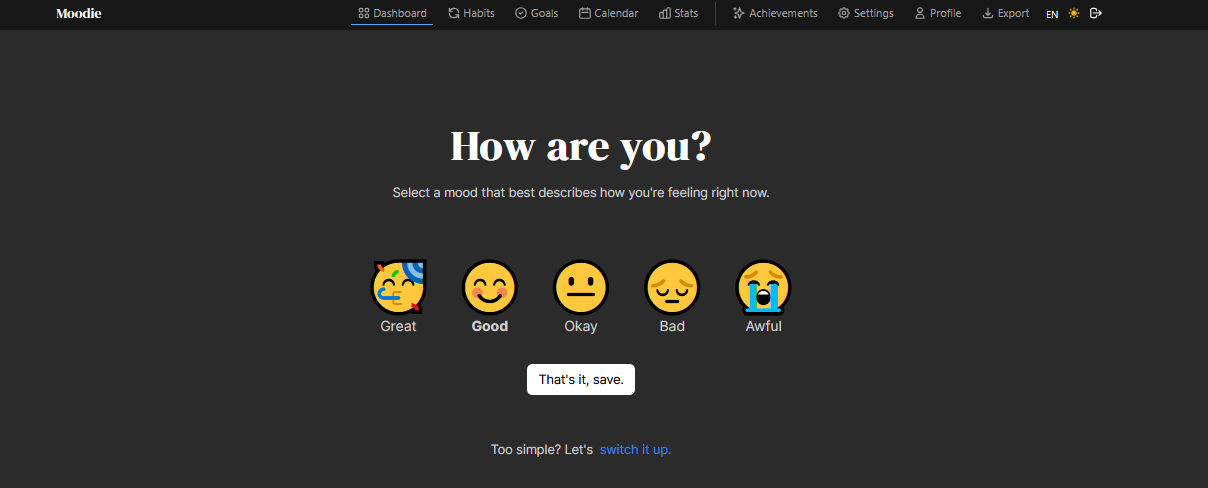 Moodie Dashboard Habits Goals Calendar Stats Achievements Settings Profile Export EN
How are you?
Select a mood that best describes how you're feeling right now.
Great Good Okay Bad Awful
That's it, save.
Too simple? Let's switch it up.